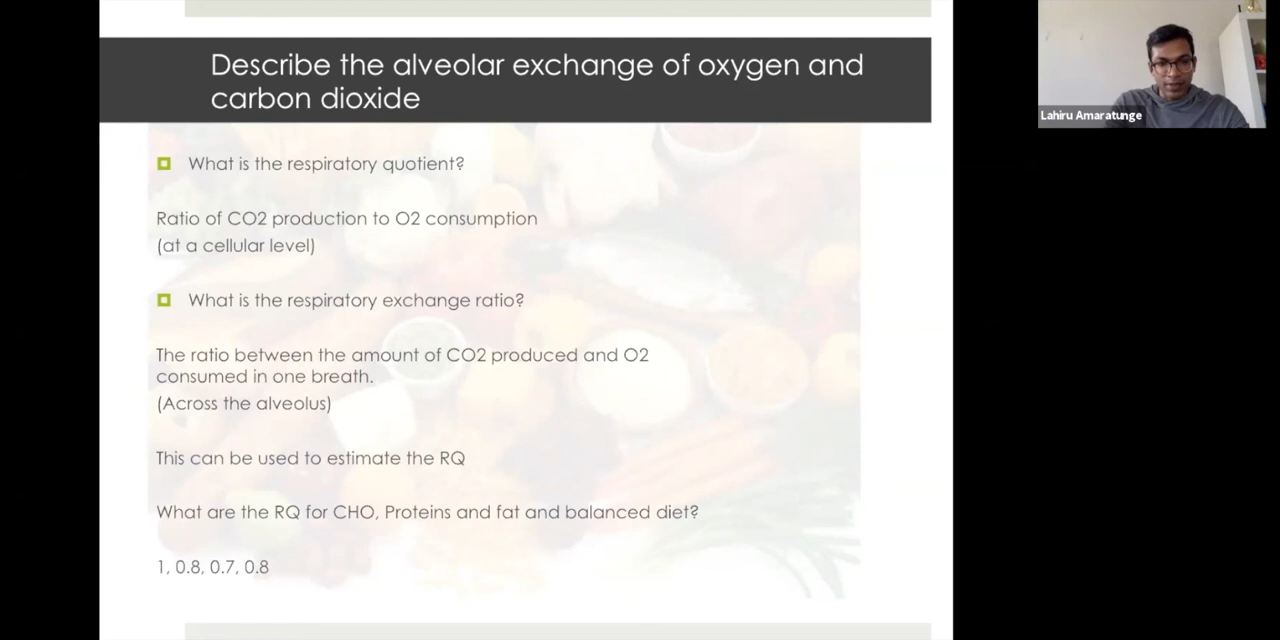 Describe the alveolar exchange of oxygen and
carbon dioxide
Lahiru Amaratunge
What is the respiratory quotient?
Ratio of CO2 production to O2 consumption
(at a cellular level)
What is the respiratory exchange ratio?
The ratio between the amount of CO2 produced and O2
consumed in one breath.
(Across the alveolus)
This can be used to estimate the RQ
What are the RQ for CHO, Proteins and fat and balanced diet?
1, 0.8, 0.7, 0.8